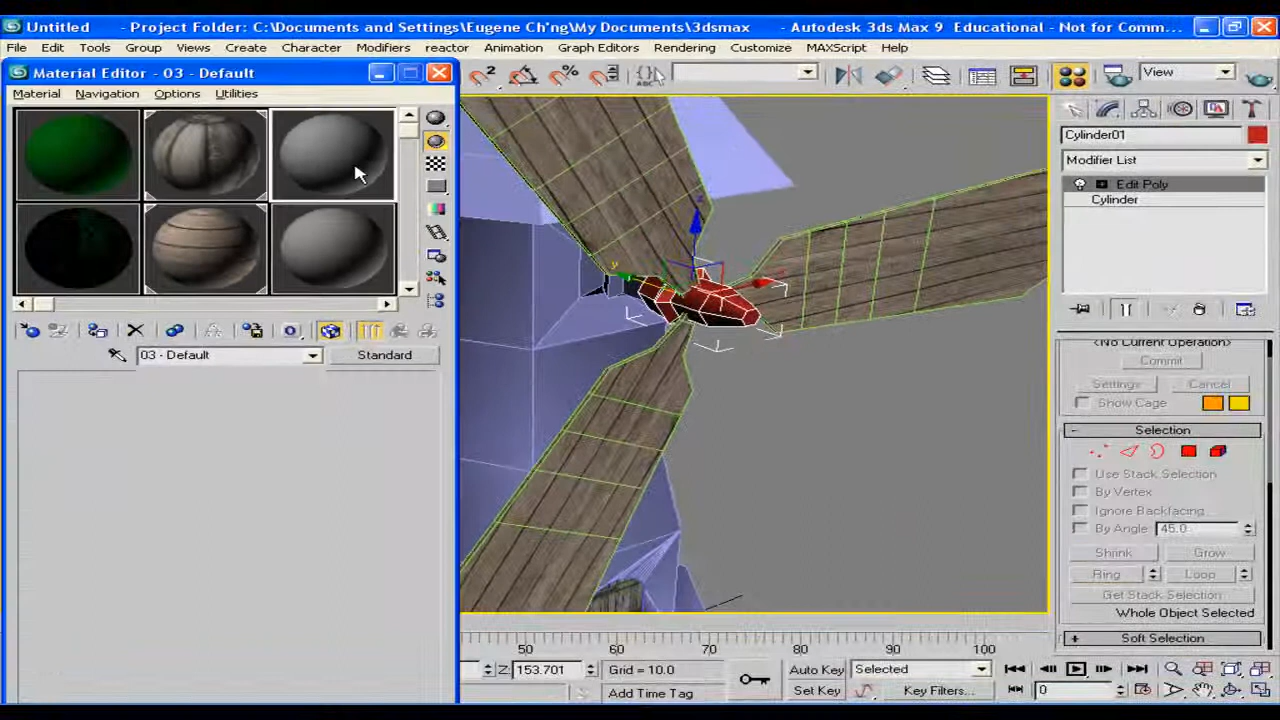 Untitled - Project Folder: C:\Documents and Settings\Eugene Ch'ng\My Documents\3dsmax - Autodesk 3ds Max 9 Educational - Not for Comm...
File Edit Tools Group Views Create Character Modifiers reactor Animation Graph Editors Rendering Customize MAXScript Help
Material Editor - 03 - Default
View
Material Navigation Options Utilities
Cylinder01
Modifier List
Edit Poly
Cylinder
z
y
03 - Default
Standard
<No Current Operation>
Commit
Settings Cancel
Show Cage
- Selection
Use Stack Selection
By Vertex
Ignore Backfacing
By Angle: 45.0
Shrink Grow
Ring Loop
Get Stack Selection
Whole Object Selected
+ Soft Selection
50 60 70 80 90 100
Z: 153.701 Grid = 10.0 Auto Key Selected
Add Time Tag Set Key Key Filters... 0